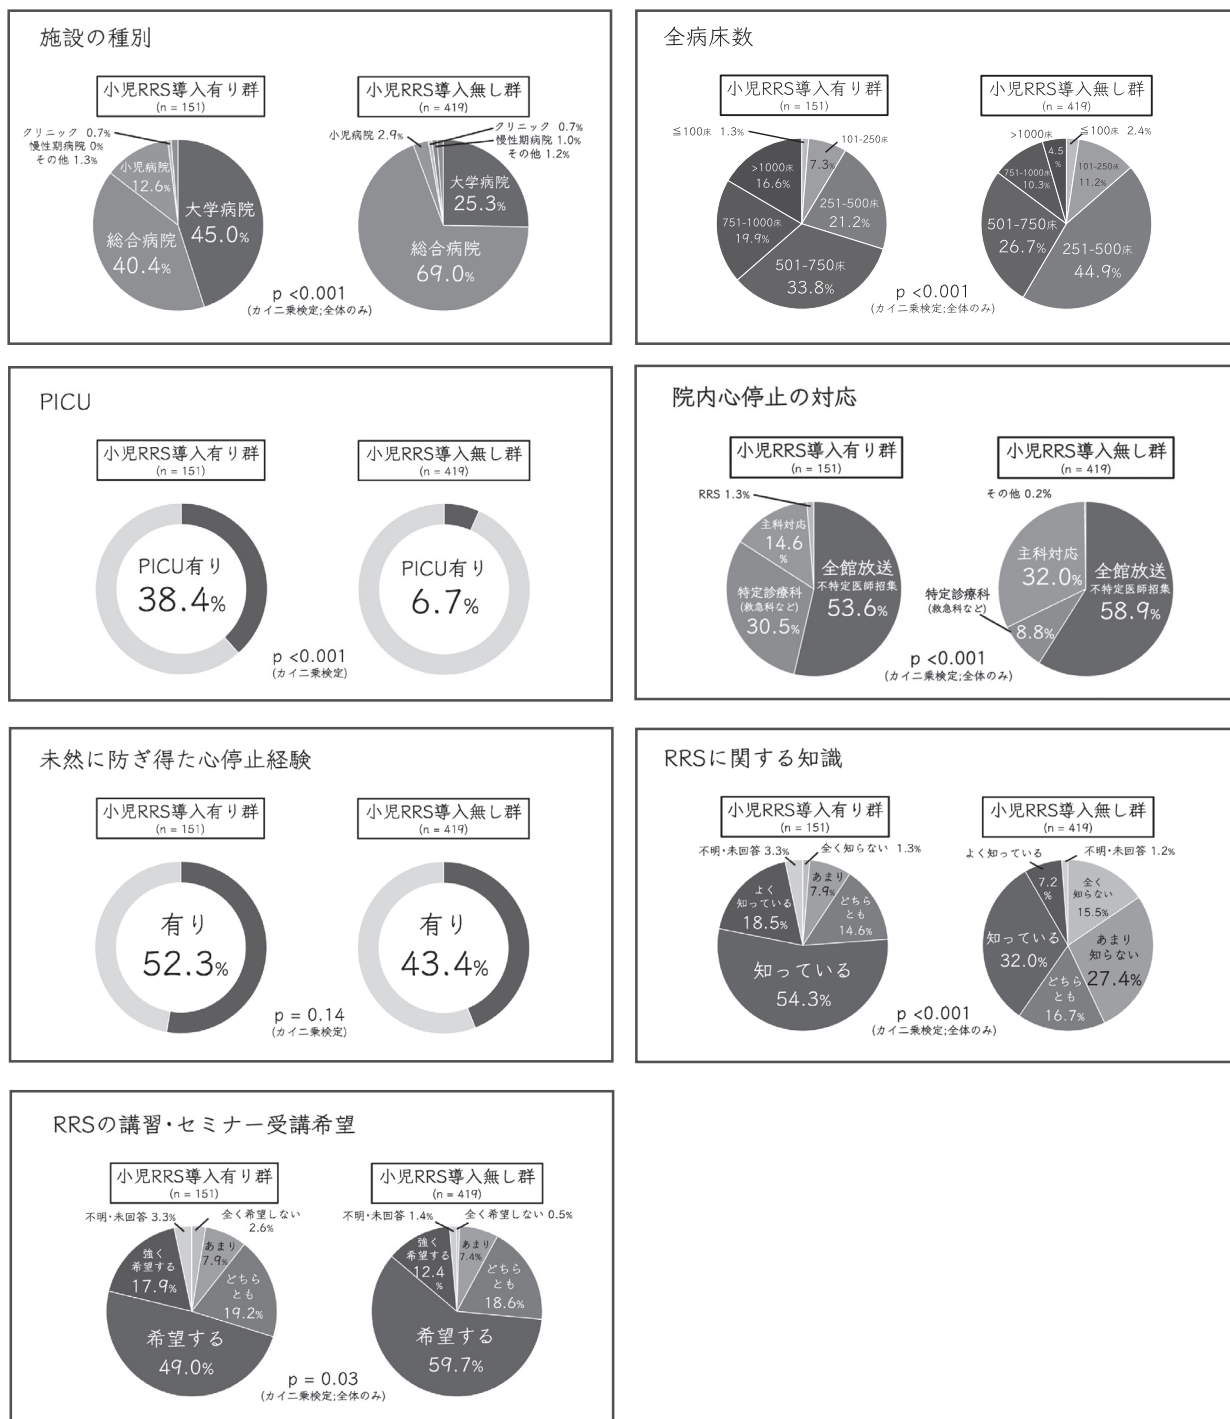 施設の種別
小児RRS導入有り群
(n = 151)
クリニック 0.7%
慢性期病院 0%
その他 1.3%
小児病院
12.6%
大学病院
45.0%
総合病院
40.4%
小児RRS導入無し群
(n = 419)
小児病院 2.9%
クリニック 0.7%
慢性期病院 1.0%
その他 1.2%
大学病院
25.3%
総合病院
69.0%
p <0.001
(カイ二乗検定;全体のみ)
全病床数
小児RRS導入有り群
(n = 151)
≦100床 1.3%
101-250床
7.3%
>1000床
16.6%
251-500床
21.2%
751-1000床
19.9%
501-750床
33.8%
小児RRS導入無し群
(n = 419)
>1000床
4.5
%
≦100床 2.4%
101-250床
11.2%
751-1000床
10.3%
501-750床
26.7%
251-500床
44.9%
p <0.001
(カイ二乗検定;全体のみ)
PICU
小児RRS導入有り群
(n = 151)
PICU有り
38.4%
小児RRS導入無し群
(n = 419)
PICU有り
6.7%
p <0.001
(カイ二乗検定)
院内心停止の対応
小児RRS導入有り群
(n = 151)
RRS 1.3%
主科対応
14.6
%
全館放送
不特定医師招集
53.6%
特定診療科
(救急科など)
30.5%
小児RRS導入無し群
(n = 419)
その他 0.2%
主科対応
32.0%
全館放送
不特定医師招集
58.9%
特定診療科
(救急科など)
8.8%
p <0.001
(カイ二乗検定;全体のみ)
未然に防ぎ得た心停止経験
小児RRS導入有り群
(n = 151)
有り
52.3%
小児RRS導入無し群
(n = 419)
有り
43.4%
p = 0.14
(カイ二乗検定)
RRSに関する知識
小児RRS導入有り群
(n = 151)
不明・未回答 3.3%
全く知らない 1.3%
あまり
7.9%
よく
知っている
18.5%
どちら
とも
14.6%
知っている
54.3%
小児RRS導入無し群
(n = 419)
よく知っている
7.2
%
不明・未回答 1.2%
全く
知らない
15.5%
知っている
32.0%
あまり
知らない
27.4%
どちら
とも
16.7%
p <0.001
(カイ二乗検定;全体のみ)
RRSの講習・セミナー受講希望
小児RRS導入有り群
(n = 151)
不明・未回答 3.3%
全く希望しない
2.6%
あまり
7.9%
強く
希望する
17.9%
どちら
とも
19.2%
希望する
49.0%
小児RRS導入無し群
(n = 419)
不明・未回答 1.4%
全く希望しない 0.5%
あまり
7.4%
強く
希望する
12.4
%
どちら
とも
18.6%
希望する
59.7%
p = 0.03
(カイ二乗検定;全体のみ)